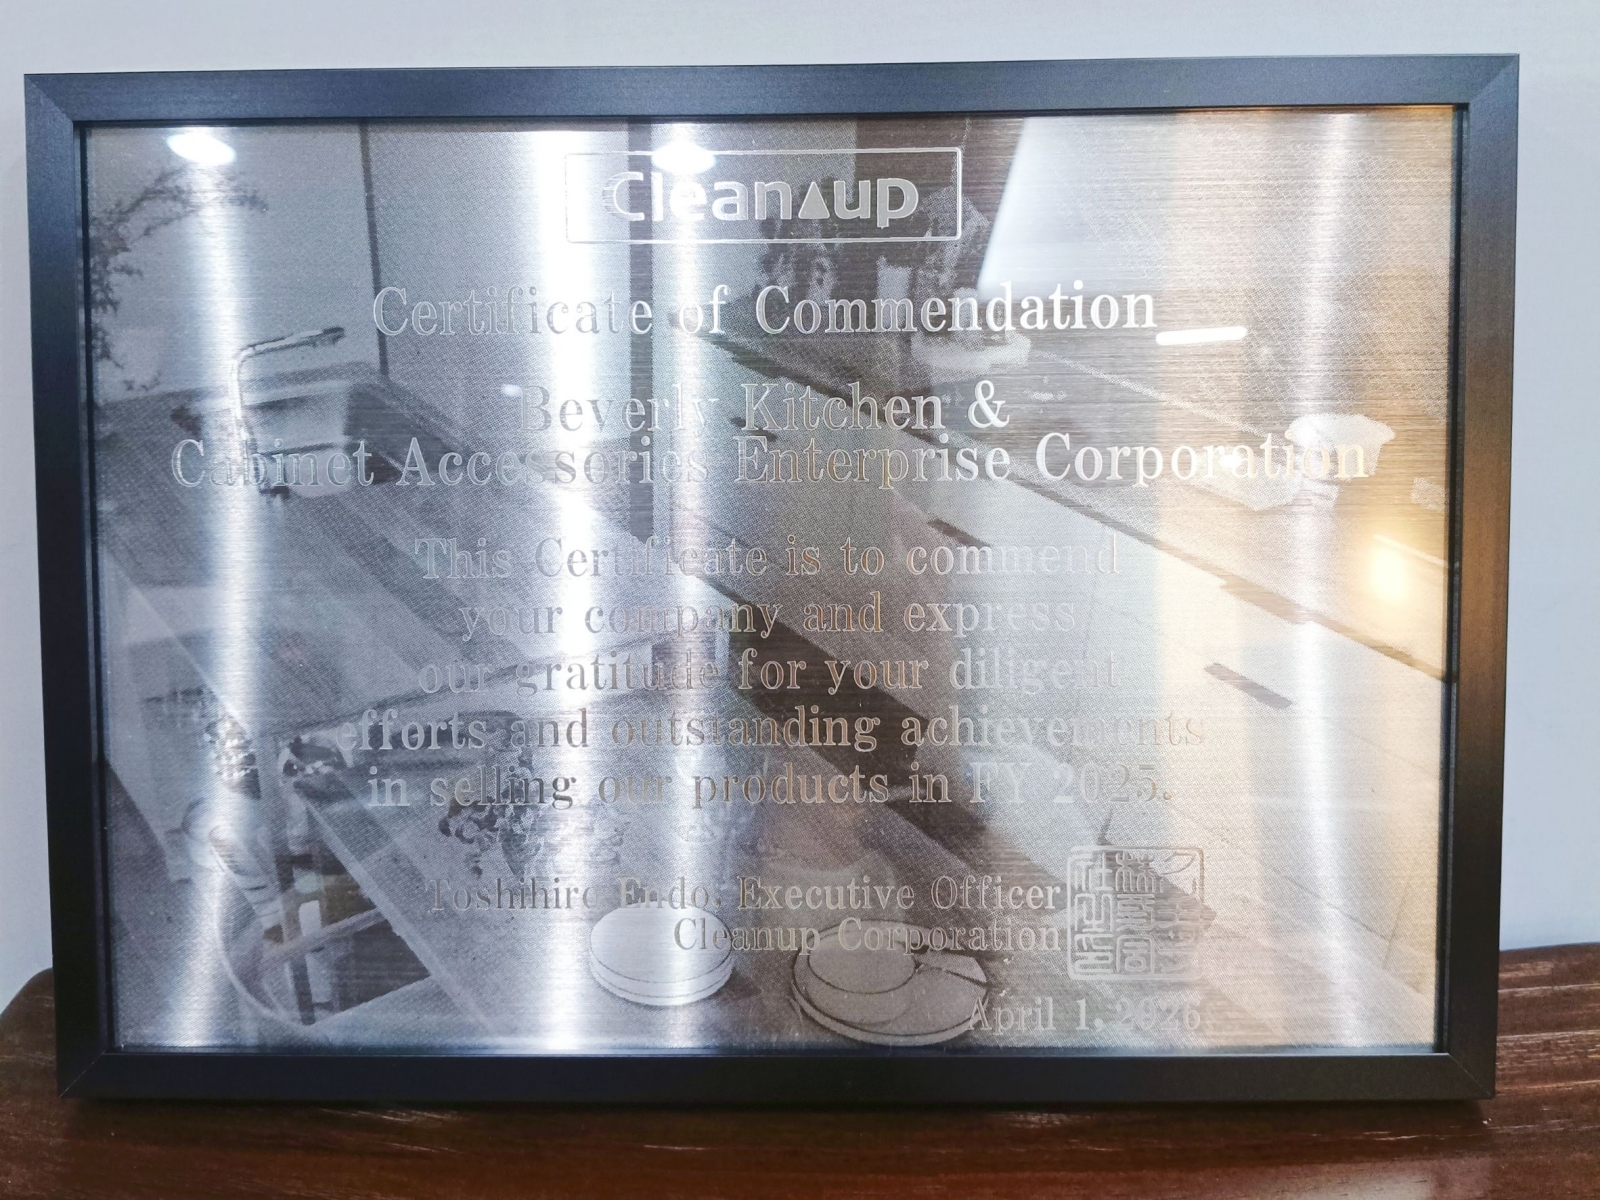 Cleanup
Certificate of Commendation
Beverly Kitchen &
Cabinet Accessories Enterprise Corporation
This Certificate is to commend
your company and express
our gratitude for your diligent
efforts and outstanding achievements
in selling our products in FY 2025.
Toshihiro Endo, Executive Officer
Cleanup Corporation
April 1, 2026